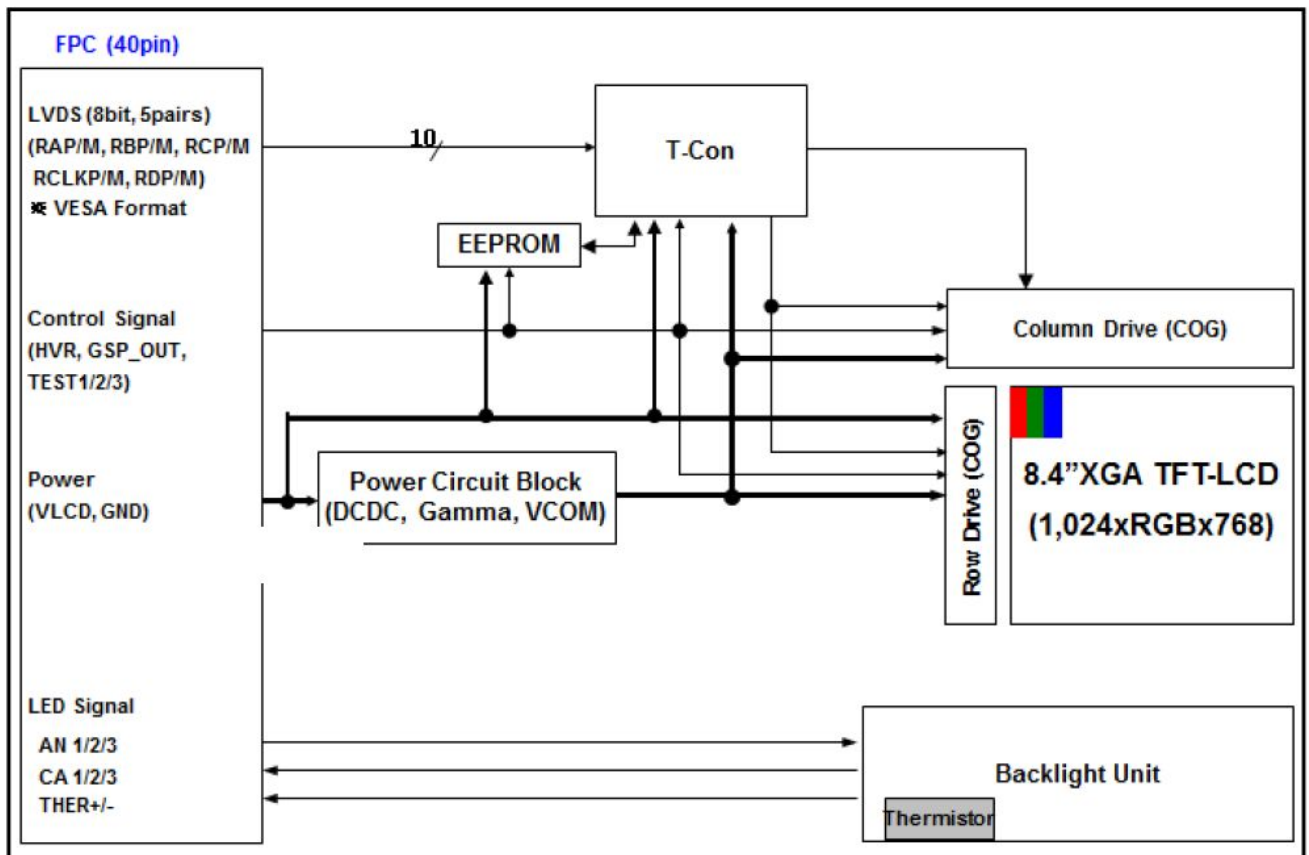 FPC (40pin)
LVDS (8bit, 5pairs)
(RAP/M, RBP/M, RCP/M
RCLKP/M, RDP/M)
※ VESA Format
10
T-Con
EEPROM
Control Signal
(HVR, GSP_OUT,
TEST1/2/3)
Column Drive (COG)
Power
(VLCD, GND)
Power Circuit Block
(DCDC, Gamma, VCOM)
Row Drive (COG)
8.4”XGA TFT-LCD
(1,024xRGBx768)
LED Signal
AN 1/2/3
CA 1/2/3
THER+/-
Backlight Unit
Thermistor